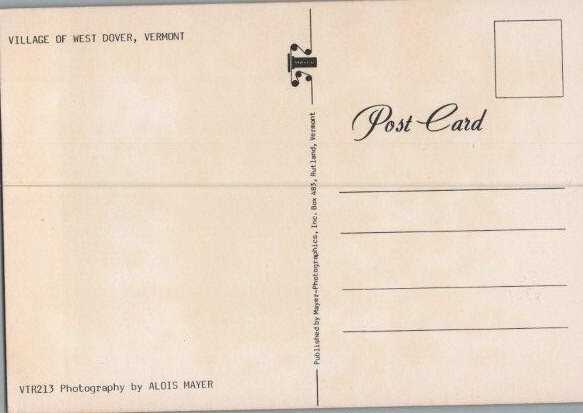 VILLAGE OF WEST DOVER, VERMONT
Post Card
Published by Mayer-Photographics, Inc. Box 483, Rutland, Vermont
VTR213 Photography by ALOIS MAYER